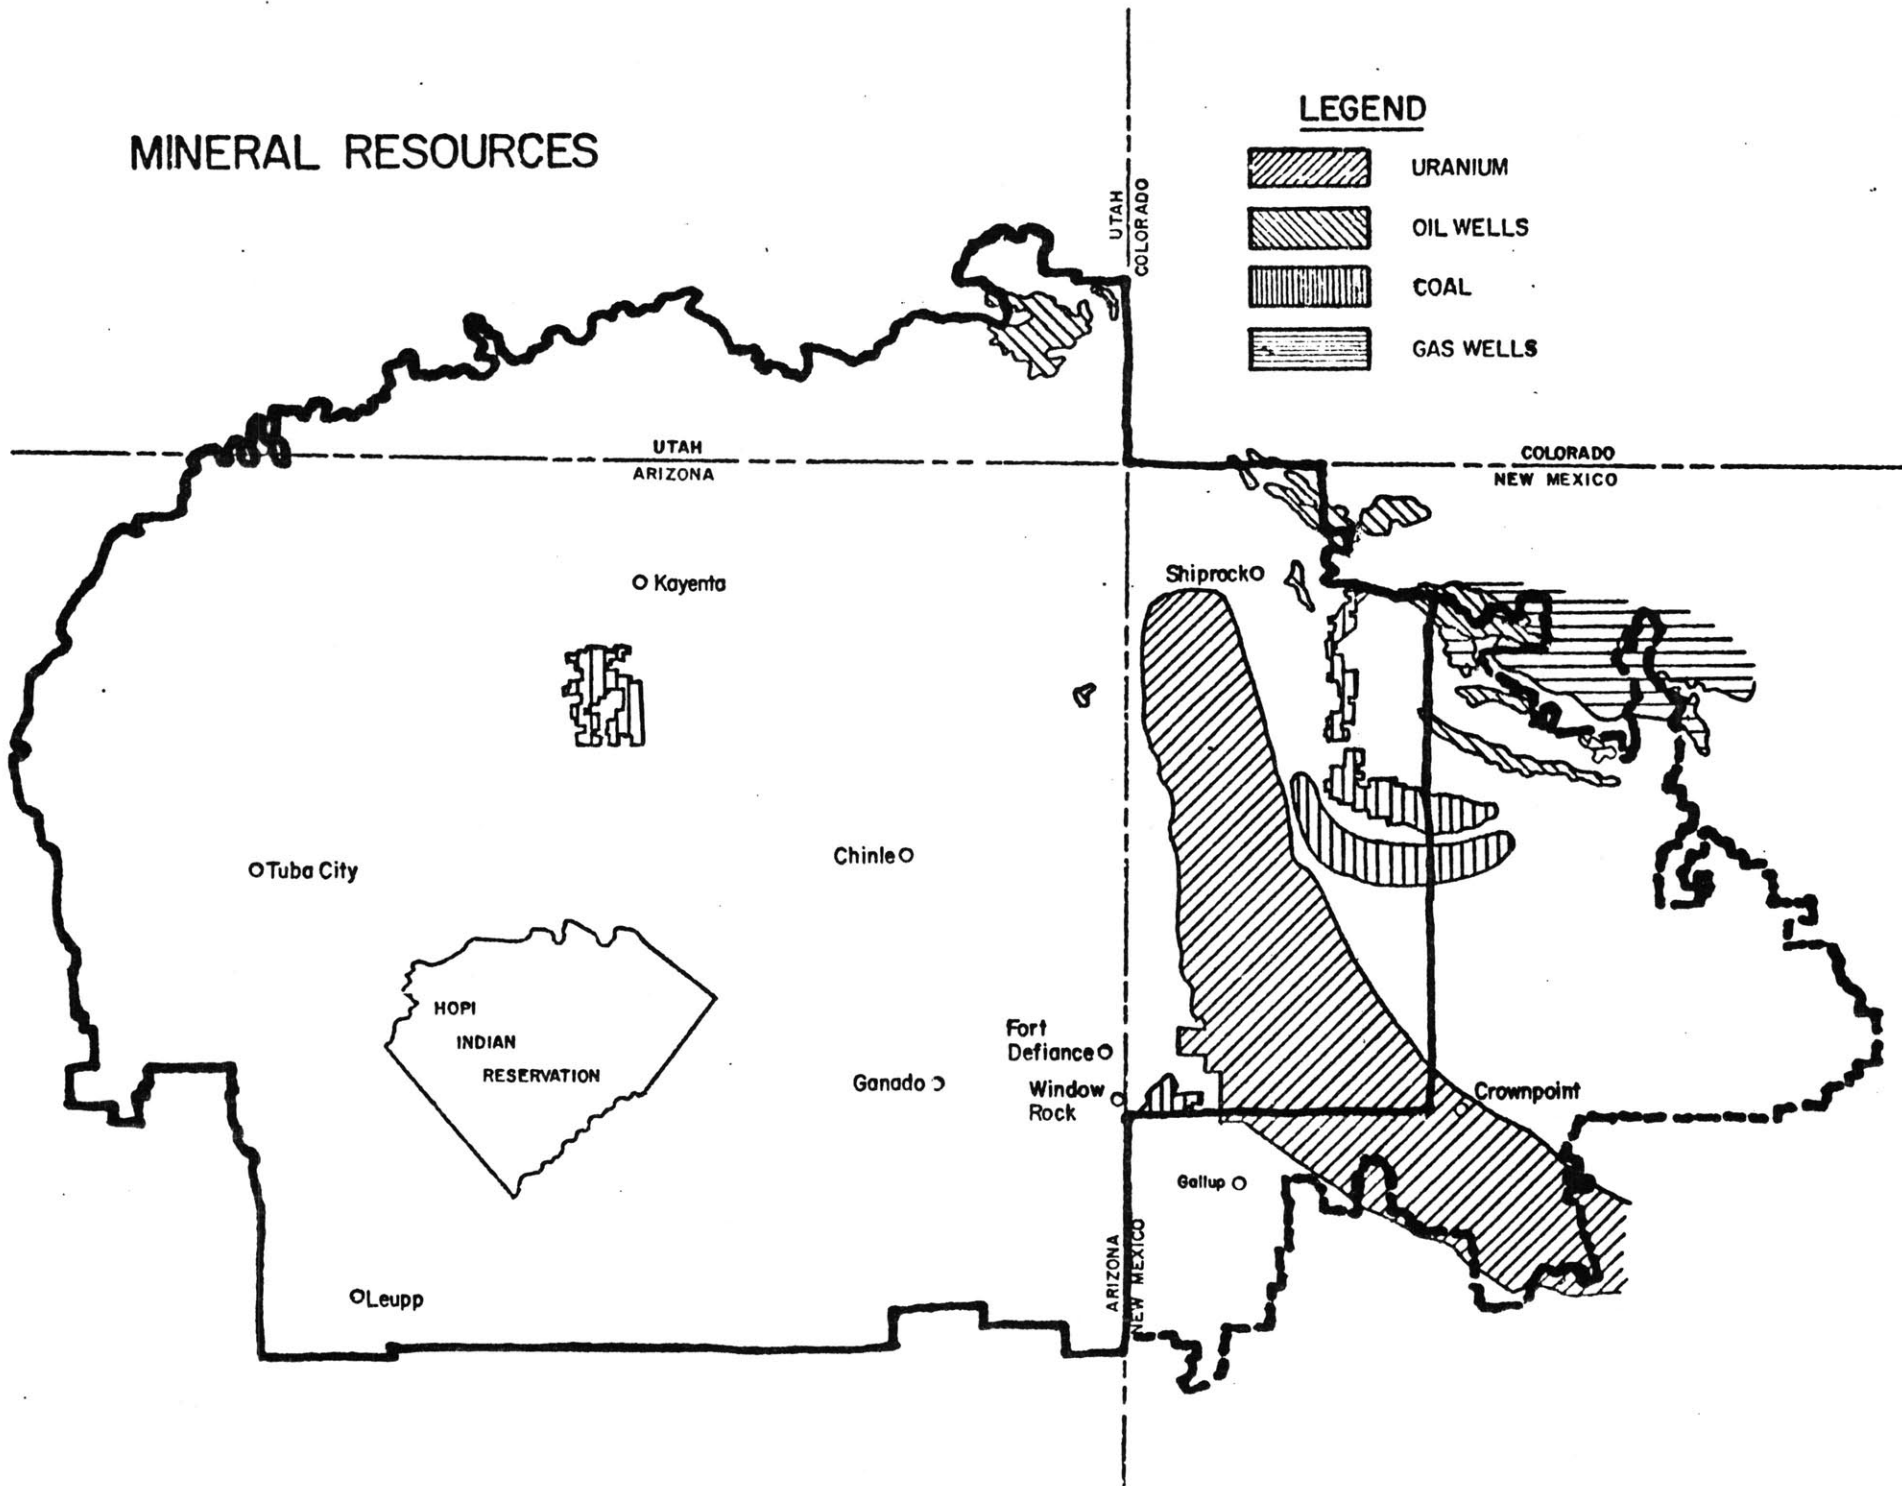 MINERAL RESOURCES
LEGEND
URANIUM
OIL WELLS
COAL
GAS WELLS
UTAH
COLORADO
UTAH
ARIZONA
COLORADO
NEW MEXICO
Kayenta
Shiprock
Tuba City
Chinle
HOPI
INDIAN
RESERVATION
Fort
Defiance
Ganado
Window
Rock
Crownpoint
Gallup
ARIZONA
NEW MEXICO
Leupp